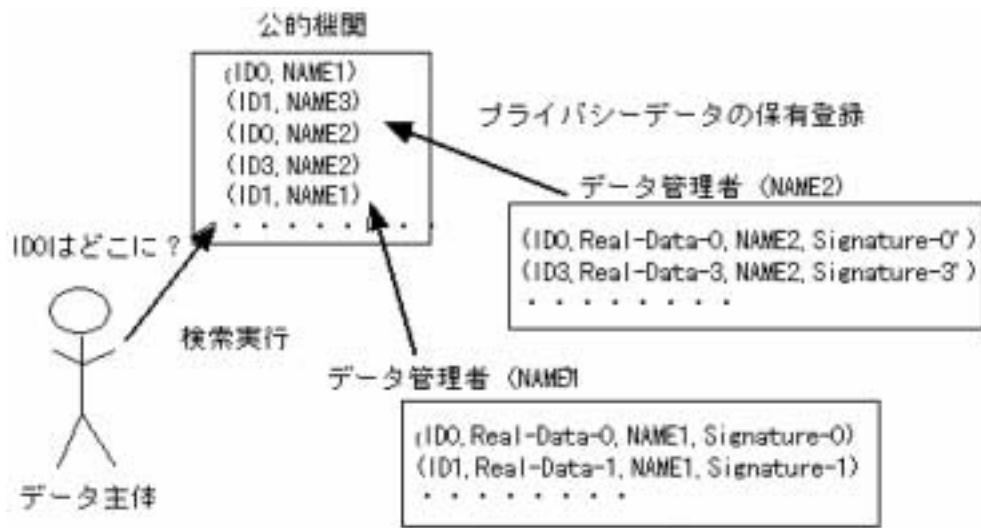 公的機関
(ID0, NAME1)
(ID1, NAME3)
(ID0, NAME2)
(ID3, NAME2)
(ID1, NAME1)
・・・・・・・・・
プライバシーデータの保有登録
データ管理者 (NAME2)
(ID0, Real-Data-0, NAME2, Signature-0')
(ID3, Real-Data-3, NAME2, Signature-3')
・・・・・・・・
ID0はどこに？
検索実行
データ管理者 (NAME1
(ID0, Real-Data-0, NAME1, Signature-0)
(ID1, Real-Data-1, NAME1, Signature-1)
・・・・・・・・
データ主体